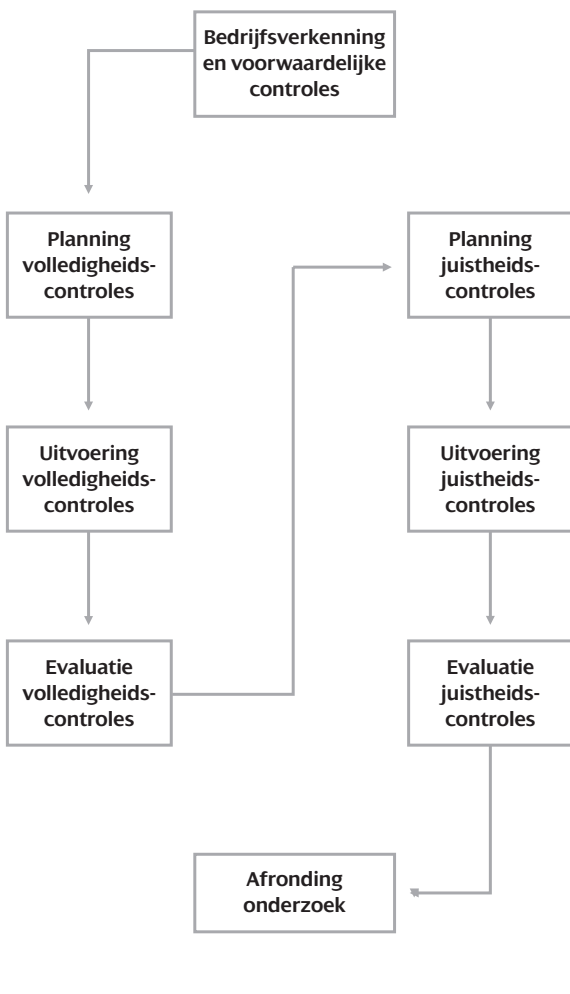 Bedrijfsverkenning
en voorwaardelijke
controles
Planning
volledigheids-
controles
Uitvoering
volledigheids-
controles
Evaluatie
volledigheids-
controles
Planning
juistheids-
controles
Uitvoering
juistheids-
controles
Evaluatie
juistheids-
controles
Afronding
onderzoek